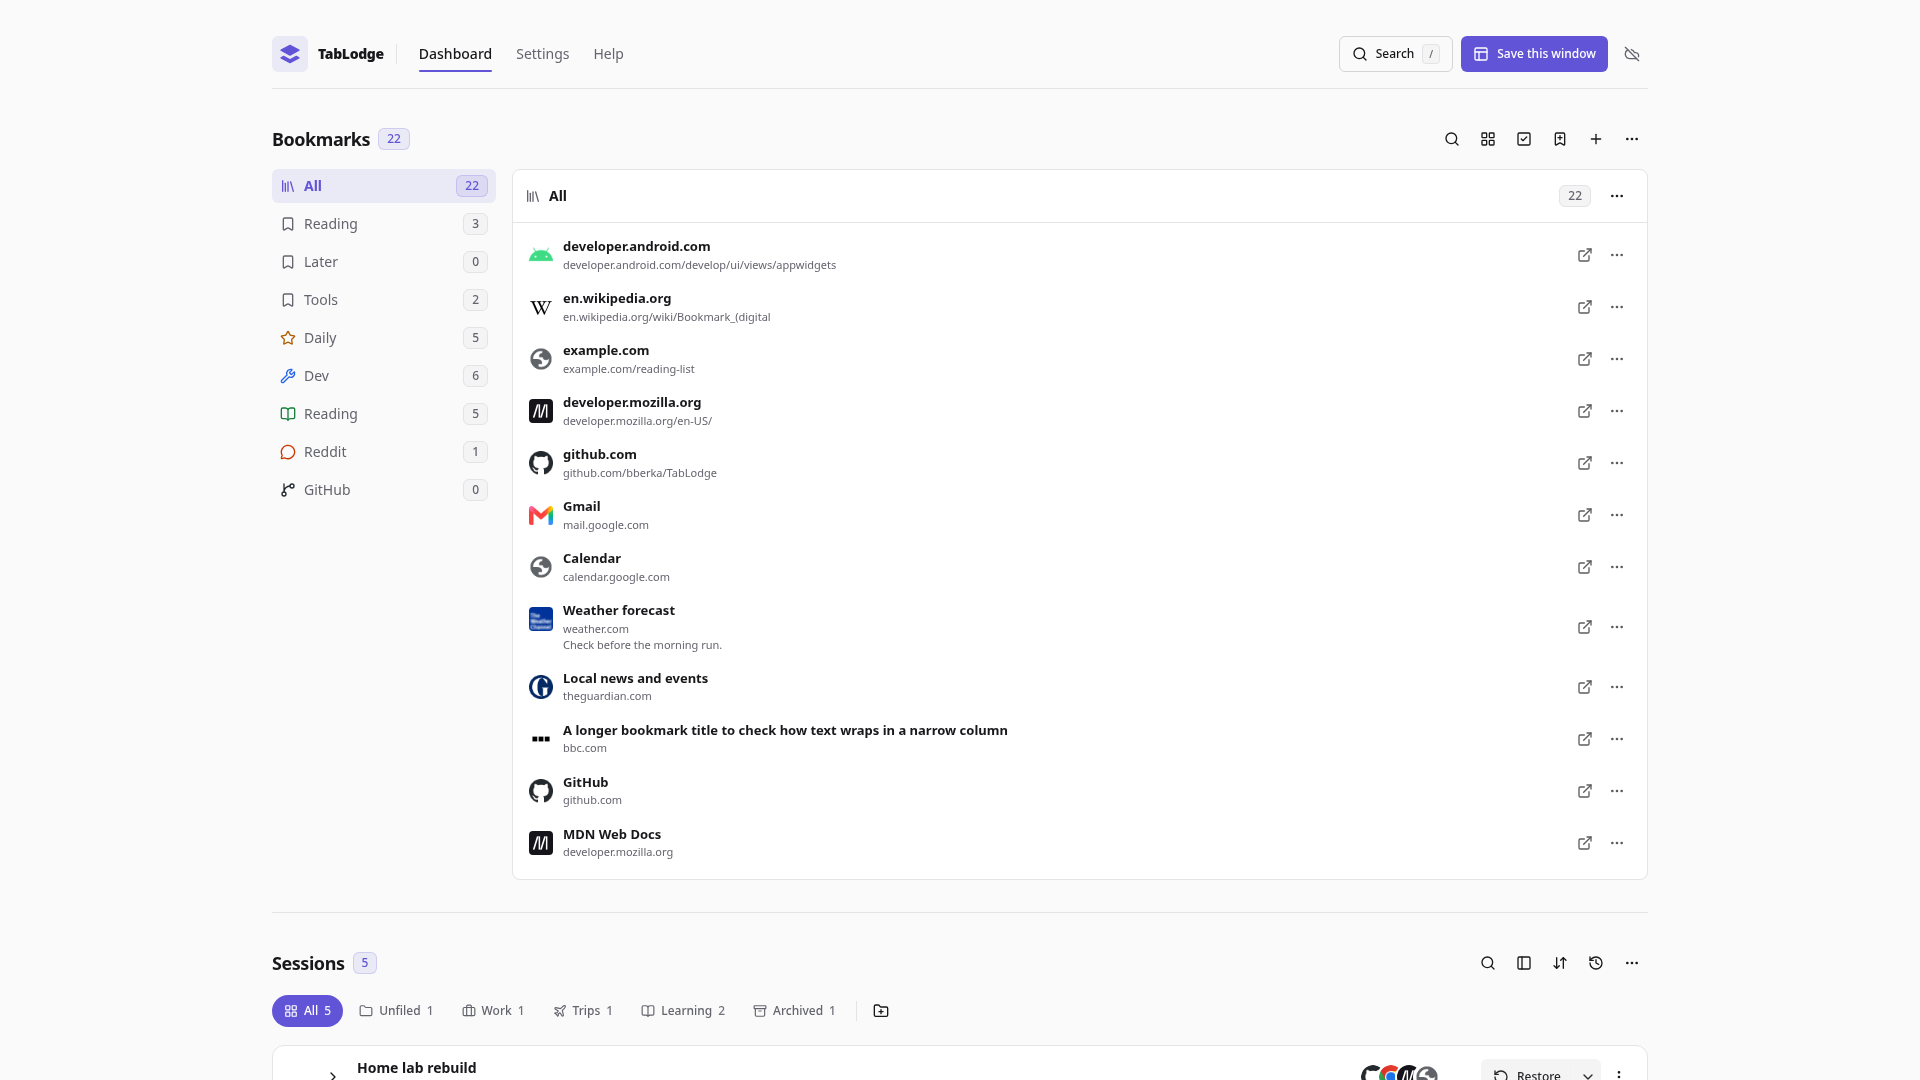 TabLodge
Dashboard
Settings
Help
Search /
Save this window
Bookmarks 22
All 22
Reading 3
Later 0
Tools 2
Daily 5
Dev 6
Reading 5
Reddit 1
GitHub 0
All 22
developer.android.com
developer.android.com/develop/ui/views/appwidgets
W
en.wikipedia.org
en.wikipedia.org/wiki/Bookmark_(digital
example.com
example.com/reading-list
developer.mozilla.org
developer.mozilla.org/en-US/
github.com
github.com/bberka/TabLodge
Gmail
mail.google.com
Calendar
calendar.google.com
The
Weather
Channel
Weather forecast
weather.com
Check before the morning run.
G
Local news and events
theguardian.com
A longer bookmark title to check how text wraps in a narrow column
bbc.com
GitHub
github.com
MDN Web Docs
developer.mozilla.org
Sessions 5
All 5
Unfiled 1
Work 1
Trips 1
Learning 2
Archived 1
Home lab rebuild
Restore